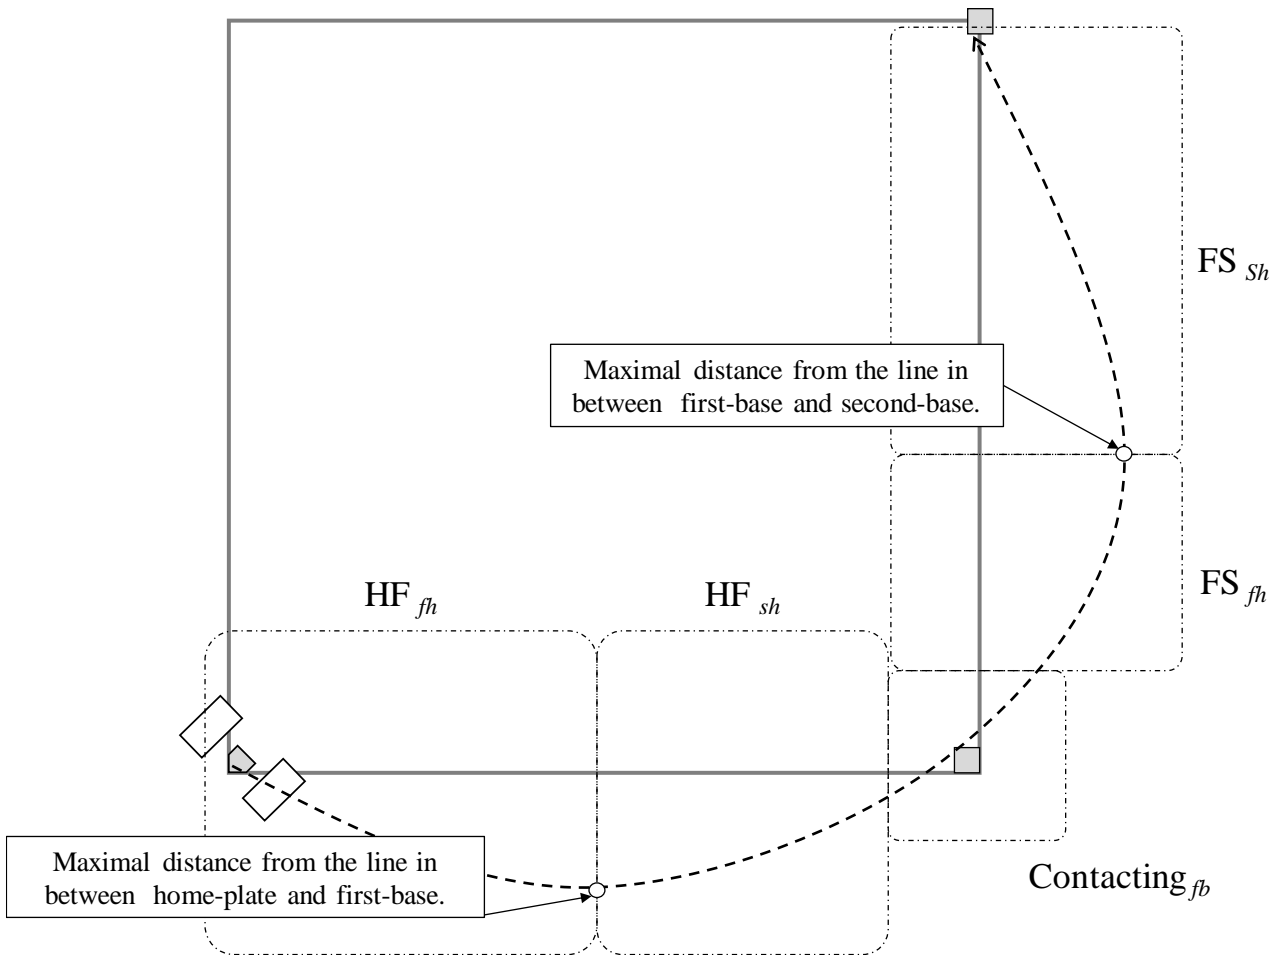 FS Sh
Maximal distance from the line in
between first-base and second-base.
HF fh
HF sh
FS fh
Maximal distance from the line in
between home-plate and first-base.
Contacting fb